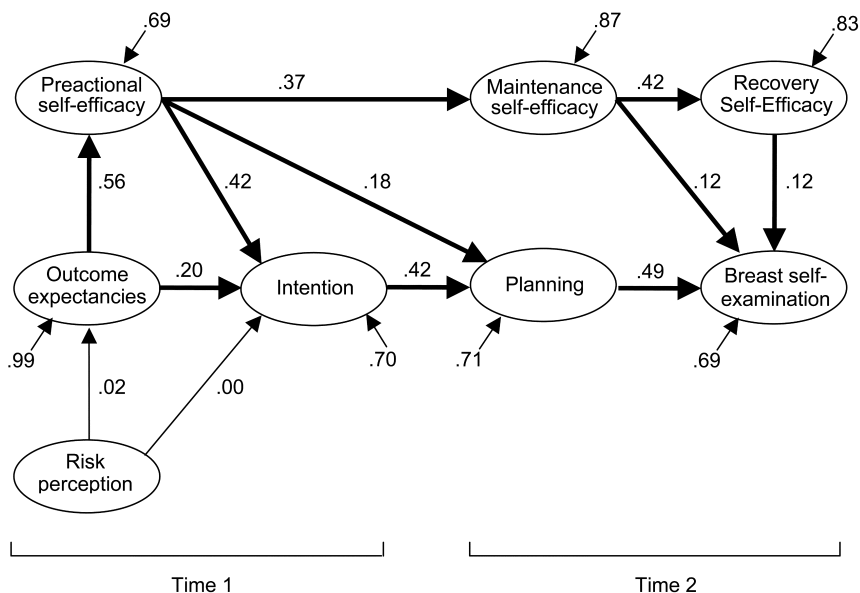 .69
.87
.83
Preactional
self-efficacy
.37
Maintenance
self-efficacy
.42
Recovery
Self-Efficacy
.56
.42
.18
.12
.12
Outcome
expectancies
.20
Intention
.42
Planning
.49
Breast self-
examination
.99
.70
.71
.69
.02
.00
Risk
perception
Time 1
Time 2